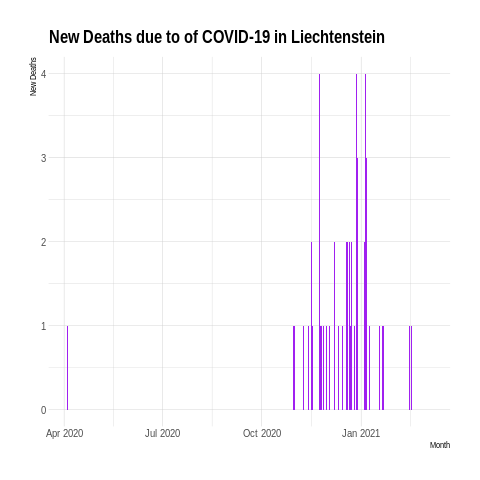 New Deaths due to of COVID-19 in Liechtenstein
New Deaths
4
3
2
1
0
Apr 2020 Jul 2020 Oct 2020 Jan 2021
Month